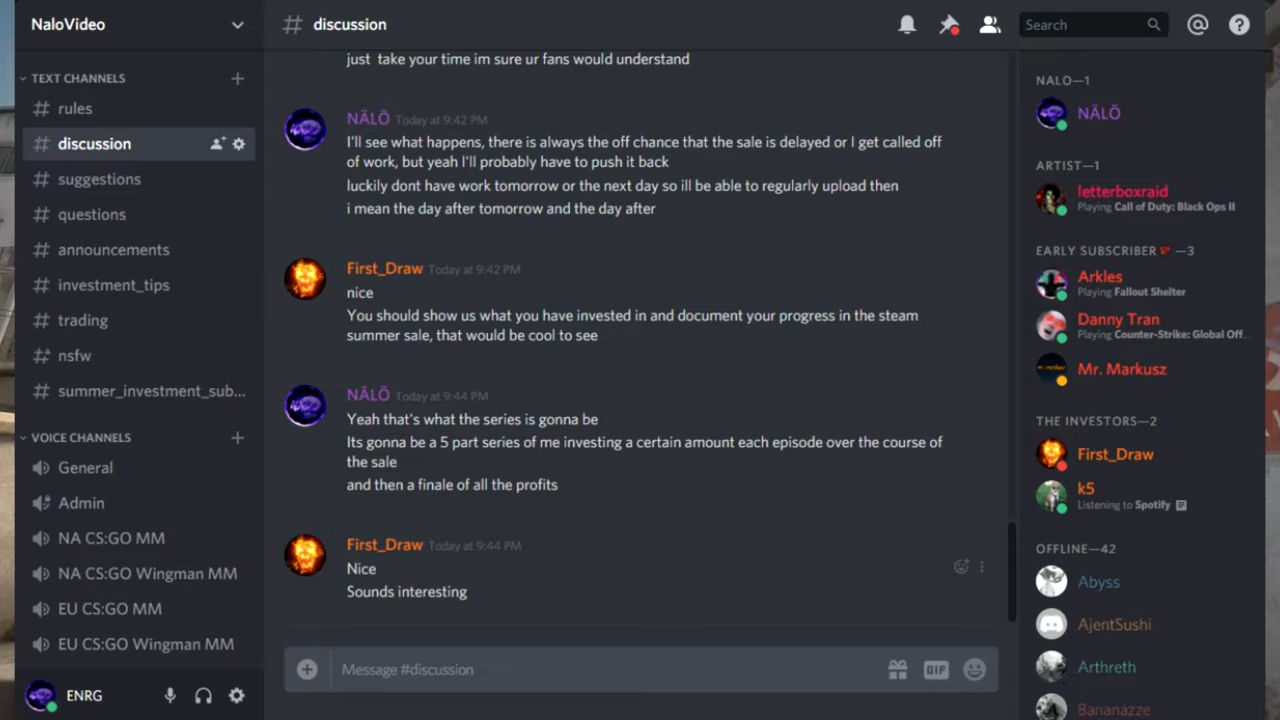 NaloVideo
TEXT CHANNELS
# rules
# discussion
# suggestions
# questions
# announcements
# investment_tips
# trading
# nsfw
# summer_investment_sub...
VOICE CHANNELS
General
Admin
NA CS:GO MM
NA CS:GO Wingman MM
EU CS:GO MM
EU CS:GO Wingman MM
ENRG
# discussion
Search
just take your time im sure ur fans would understand
NÄLÖ Today at 9:42 PM
I'll see what happens, there is always the off chance that the sale is delayed or I get called off
of work, but yeah I'll probably have to push it back
luckily dont have work tomorrow or the next day so ill be able to regularly upload then
i mean the day after tomorrow and the day after
First_Draw Today at 9:42 PM
nice
You should show us what you have invested in and document your progress in the steam
summer sale, that would be cool to see
NÄLÖ Today at 9:44 PM
Yeah that's what the series is gonna be
Its gonna be a 5 part series of me investing a certain amount each episode over the course of
the sale
and then a finale of all the profits
First_Draw Today at 9:44 PM
Nice
Sounds interesting
Message #discussion
GIF
NALO—1
NÄLÖ
ARTIST—1
letterboxraid
Playing Call of Duty: Black Ops II
EARLY SUBSCRIBER —3
Arkles
Playing Fallout Shelter
Danny Tran
Playing Counter-Strike: Global Off...
Mr. Markusz
THE INVESTORS—2
First_Draw
k5
Listening to Spotify
OFFLINE—42
Abyss
AjentSushi
Arthreth
Bananazze